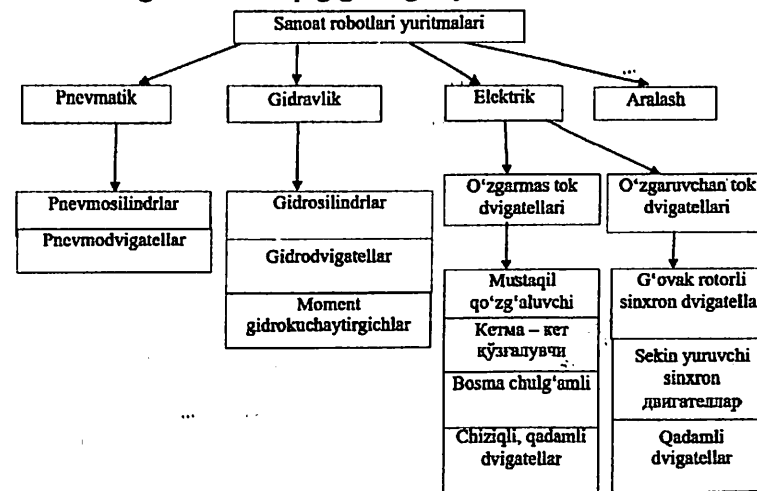 Sanoat robotlari yuritmalari
Pnevmatik
Gidravlik
Elektrik
Aralash
Pnevmosilindrlar
Pnevmodvigatellar
Gidrosilindrlar
Gidrodvigatellar
Moment
gidrokuchaytirgichlar
O‘zgarmas tok
dvigatellari
O‘zgaruvchan tok
dvigatellari
Mustaqil
qo‘zg‘aluvchi
Кетма – кет
қўзгалувчи
Bosma chulg‘amli
Chiziqli, qadamli
dvigatellar
G‘ovak rotorli
sinxron dvigatella
Sekin yuruvchi
sinxron
двигателлар
Qadamli
dvigatellar